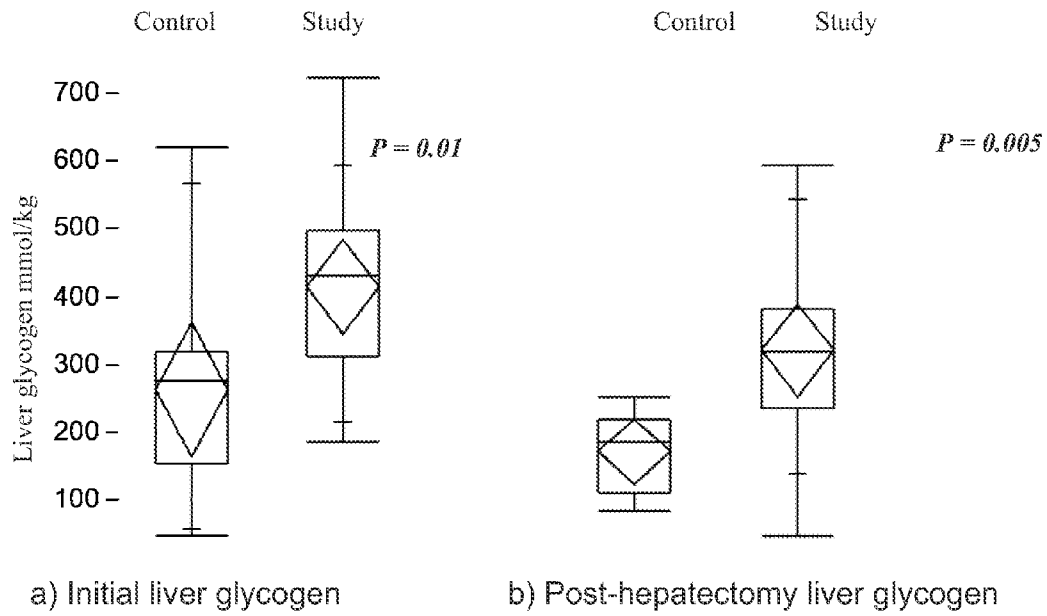 Control Study Control Study
700
P = 0.01
P = 0.005
600
500
400
300
200
100
Liver glycogen mmol/kg
a) Initial liver glycogen
b) Post-hepatectomy liver glycogen